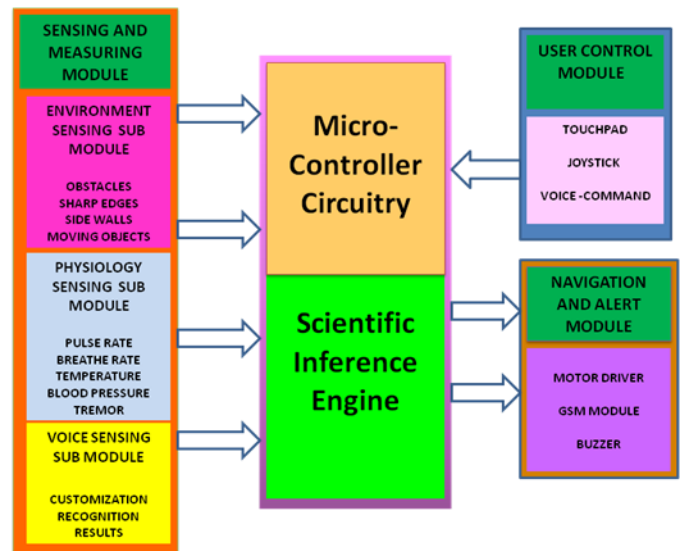 SENSING AND
MEASURING
MODULE
ENVIRONMENT
SENSING SUB
MODULE
OBSTACLES
SHARP EDGES
SIDE WALLS
MOVING OBJECTS
PHYSIOLOGY
SENSING SUB
MODULE
PULSE RATE
BREATHE RATE
TEMPERATURE
BLOOD PRESSURE
TREMOR
VOICE SENSING
SUB MODULE
CUSTOMIZATION
RECOGNITION
RESULTS
Micro-
Controller
Circuitry
Scientific
Inference
Engine
USER CONTROL
MODULE
TOUCHPAD
JOYSTICK
VOICE -COMMAND
NAVIGATION
AND ALERT
MODULE
MOTOR DRIVER
GSM MODULE
BUZZER